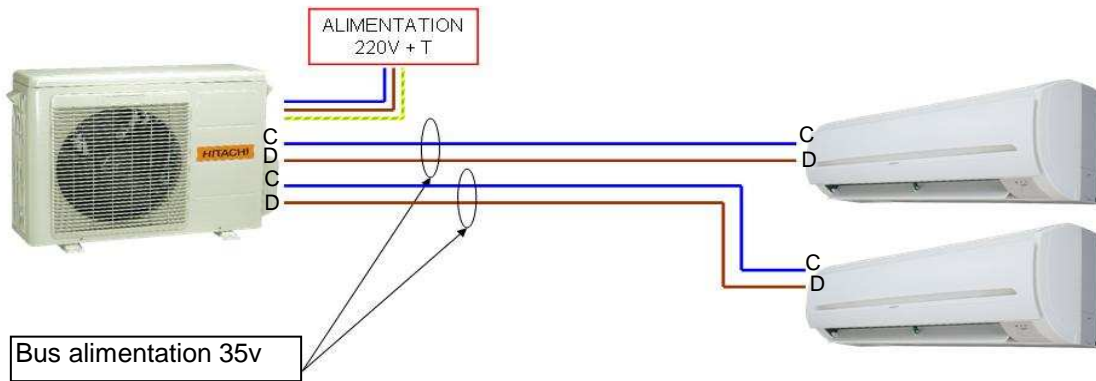 ALIMENTATION
220V + T
C
D
C
D
HITACHI
C
D
C
D
Bus alimentation 35v